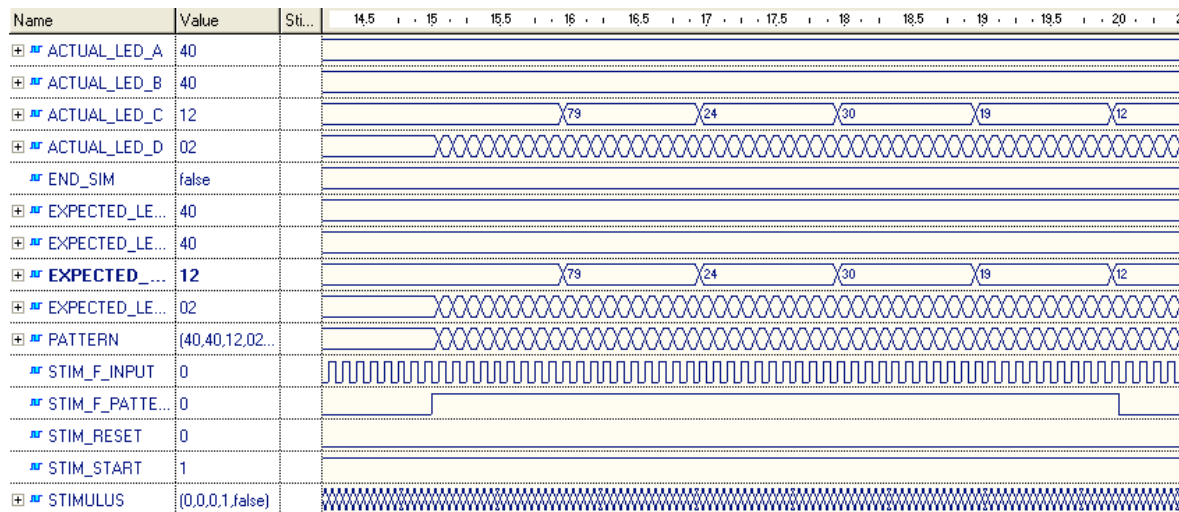 Name Value Sti... 14,5 15 15,5 16 16,5 17 17,5 18 18,5 19 19,5 20
ACTUAL_LED_A 40
ACTUAL_LED_B 40
ACTUAL_LED_C 12 79 24 30 19 12
ACTUAL_LED_D 02
END_SIM false
EXPECTED_LE... 40
EXPECTED_LE... 40
EXPECTED_... 12 79 24 30 19 12
EXPECTED_LE... 02
PATTERN (40,40,12,02...
STIM_F_INPUT 0
STIM_F_PATTE... 0
STIM_RESET 0
STIM_START 1
STIMULUS (0,0,0,1,false)